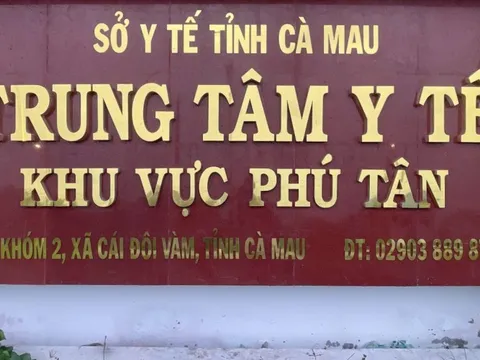 SỞ Y TẾ TỈNH CÀ MAU
TRUNG TÂM Y TẾ
KHU VỰC PHÚ TÂN
KHÓM 2, XÃ CÁI ĐÔI VÀM, TỈNH CÀ MAU ĐT: 02903 889